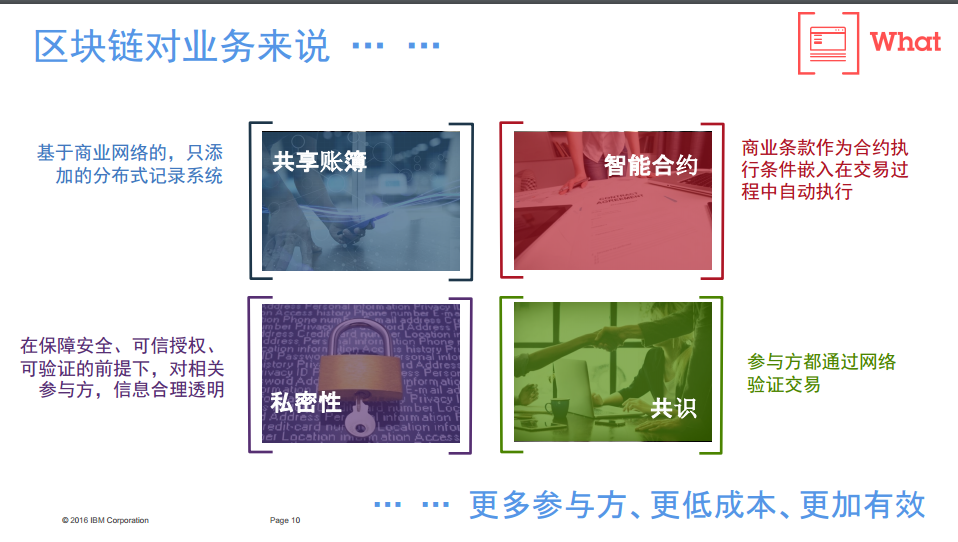 区块链对业务来说 … …
What
基于商业网络的，只添
加的分布式记录系统
共享账簿
智能合约
商业条款作为合约执
行条件嵌入在交易过
程中自动执行
在保障安全、可信授权、
可验证的前提下，对相关
参与方，信息合理透明
私密性
共识
参与方都通过网络
验证交易
… … 更多参与方、更低成本、更加有效
© 2016 IBM Corporation
Page 10